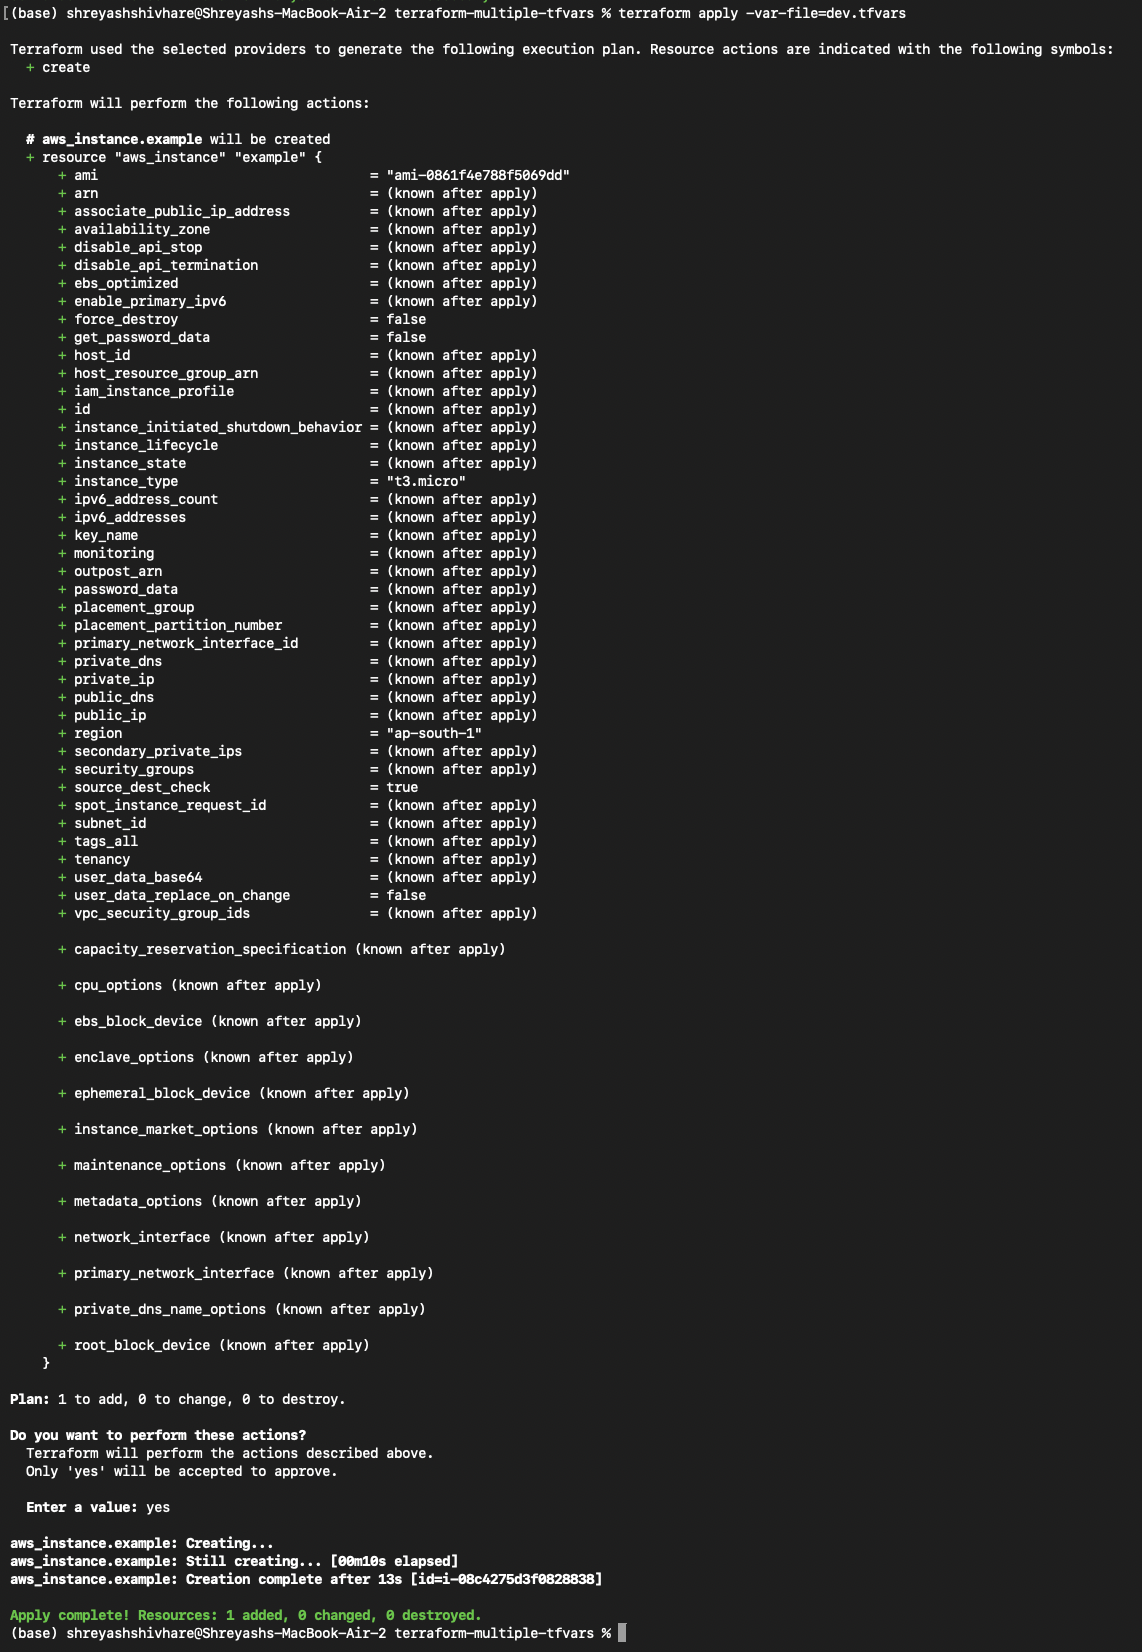 [(base) shreyashshivhare@Shreyashs-MacBook-Air-2 terraform-multiple-tfvars % terraform apply -var-file=dev.tfvars
Terraform used the selected providers to generate the following execution plan. Resource actions are indicated with the following symbols:
  + create
Terraform will perform the following actions:
  # aws_instance.example will be created
  + resource "aws_instance" "example" {
      + ami                                  = "ami-0861f4e788f5069dd"
      + arn                                  = (known after apply)
      + associate_public_ip_address          = (known after apply)
      + availability_zone                    = (known after apply)
      + disable_api_stop                     = (known after apply)
      + disable_api_termination              = (known after apply)
      + ebs_optimized                        = (known after apply)
      + enable_primary_ipv6                  = (known after apply)
      + force_destroy                        = false
      + get_password_data                    = false
      + host_id                              = (known after apply)
      + host_resource_group_arn              = (known after apply)
      + iam_instance_profile                 = (known after apply)
      + id                                   = (known after apply)
      + instance_initiated_shutdown_behavior = (known after apply)
      + instance_lifecycle                   = (known after apply)
      + instance_state                       = (known after apply)
      + instance_type                        = "t3.micro"
      + ipv6_address_count                   = (known after apply)
      + ipv6_addresses                       = (known after apply)
      + key_name                             = (known after apply)
      + monitoring                           = (known after apply)
      + outpost_arn                          = (known after apply)
      + password_data                        = (known after apply)
      + placement_group                      = (known after apply)
      + placement_partition_number           = (known after apply)
      + primary_network_interface_id         = (known after apply)
      + private_dns                          = (known after apply)
      + private_ip                           = (known after apply)
      + public_dns                           = (known after apply)
      + public_ip                            = (known after apply)
      + region                               = "ap-south-1"
      + secondary_private_ips                = (known after apply)
      + security_groups                      = (known after apply)
      + source_dest_check                    = true
      + spot_instance_request_id             = (known after apply)
      + subnet_id                            = (known after apply)
      + tags_all                             = (known after apply)
      + tenancy                              = (known after apply)
      + user_data_base64                     = (known after apply)
      + user_data_replace_on_change          = false
      + vpc_security_group_ids               = (known after apply)
      + capacity_reservation_specification (known after apply)
      + cpu_options (known after apply)
      + ebs_block_device (known after apply)
      + enclave_options (known after apply)
      + ephemeral_block_device (known after apply)
      + instance_market_options (known after apply)
      + maintenance_options (known after apply)
      + metadata_options (known after apply)
      + network_interface (known after apply)
      + primary_network_interface (known after apply)
      + private_dns_name_options (known after apply)
      + root_block_device (known after apply)
    }
Plan: 1 to add, 0 to change, 0 to destroy.
Do you want to perform these actions?
  Terraform will perform the actions described above.
  Only 'yes' will be accepted to approve.
  Enter a value: yes
aws_instance.example: Creating...
aws_instance.example: Still creating... [00m10s elapsed]
aws_instance.example: Creation complete after 13s [id=i-08c4275d3f0828838]
Apply complete! Resources: 1 added, 0 changed, 0 destroyed.
(base) shreyashshivhare@Shreyashs-MacBook-Air-2 terraform-multiple-tfvars %